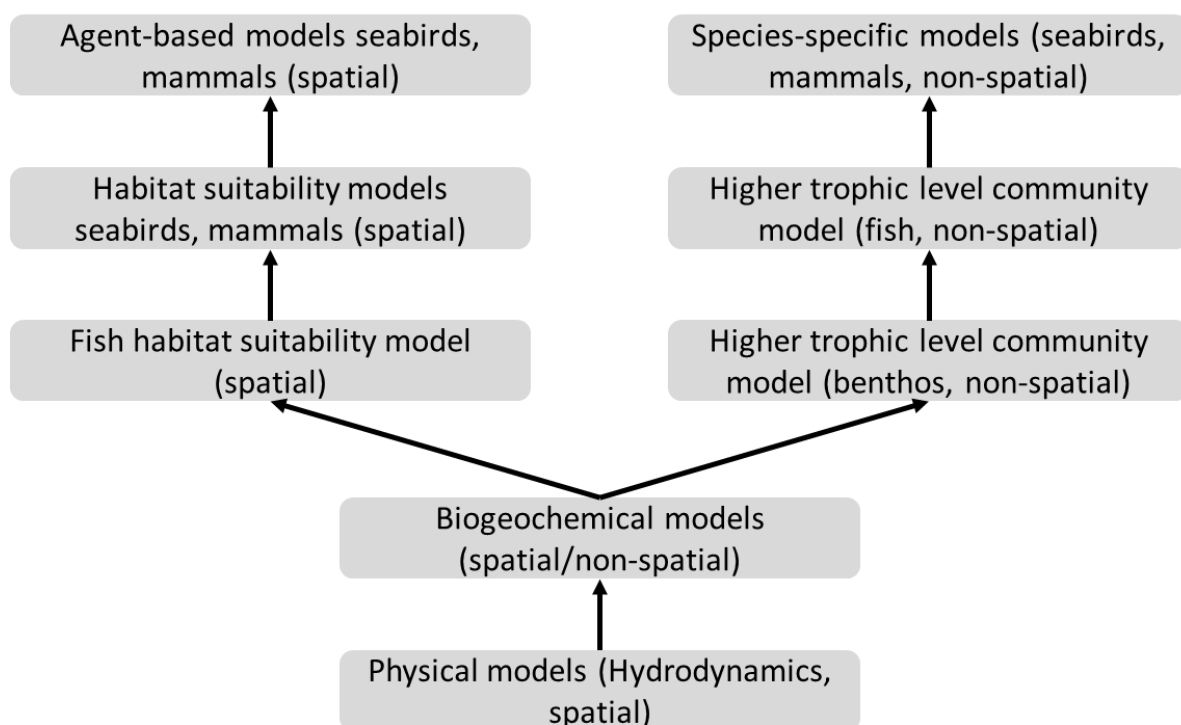 Agent-based models seabirds,
mammals (spatial)
Species-specific models (seabirds,
mammals, non-spatial)
Habitat suitability models
seabirds, mammals (spatial)
Higher trophic level community
model (fish, non-spatial)
Fish habitat suitability model
(spatial)
Higher trophic level community
model (benthos, non-spatial)
Biogeochemical models
(spatial/non-spatial)
Physical models (Hydrodynamics,
spatial)